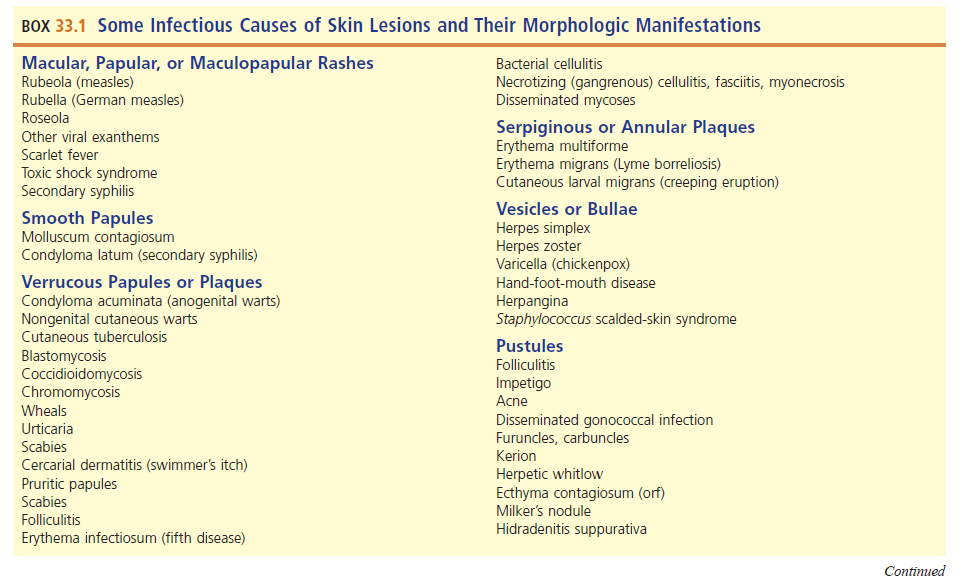 BOX 33.1 Some Infectious Causes of Skin Lesions and Their Morphologic Manifestations
Macular, Papular, or Maculopapular Rashes
Rubeola (measles)
Rubella (German measles)
Roseola
Other viral exanthems
Scarlet fever
Toxic shock syndrome
Secondary syphilis
Smooth Papules
Molluscum contagiosum
Condyloma latum (secondary syphilis)
Verrucous Papules or Plaques
Condyloma acuminata (anogenital warts)
Nongenital cutaneous warts
Cutaneous tuberculosis
Blastomycosis
Coccidioidomycosis
Chromomycosis
Wheals
Urticaria
Scabies
Cercarial dermatitis (swimmer's itch)
Pruritic papules
Scabies
Folliculitis
Erythema infectiosum (fifth disease)
Bacterial cellulitis
Necrotizing (gangrenous) cellulitis, fasciitis, myonecrosis
Disseminated mycoses
Serpiginous or Annular Plaques
Erythema multiforme
Erythema migrans (Lyme borreliosis)
Cutaneous larval migrans (creeping eruption)
Vesicles or Bullae
Herpes simplex
Herpes zoster
Varicella (chickenpox)
Hand-foot-mouth disease
Herpangina
Staphylococcus scalded-skin syndrome
Pustules
Folliculitis
Impetigo
Acne
Disseminated gonococcal infection
Furuncles, carbuncles
Kerion
Herpetic whitlow
Ecthyma contagiosum (orf)
Milker's nodule
Hidradenitis suppurativa
Continued